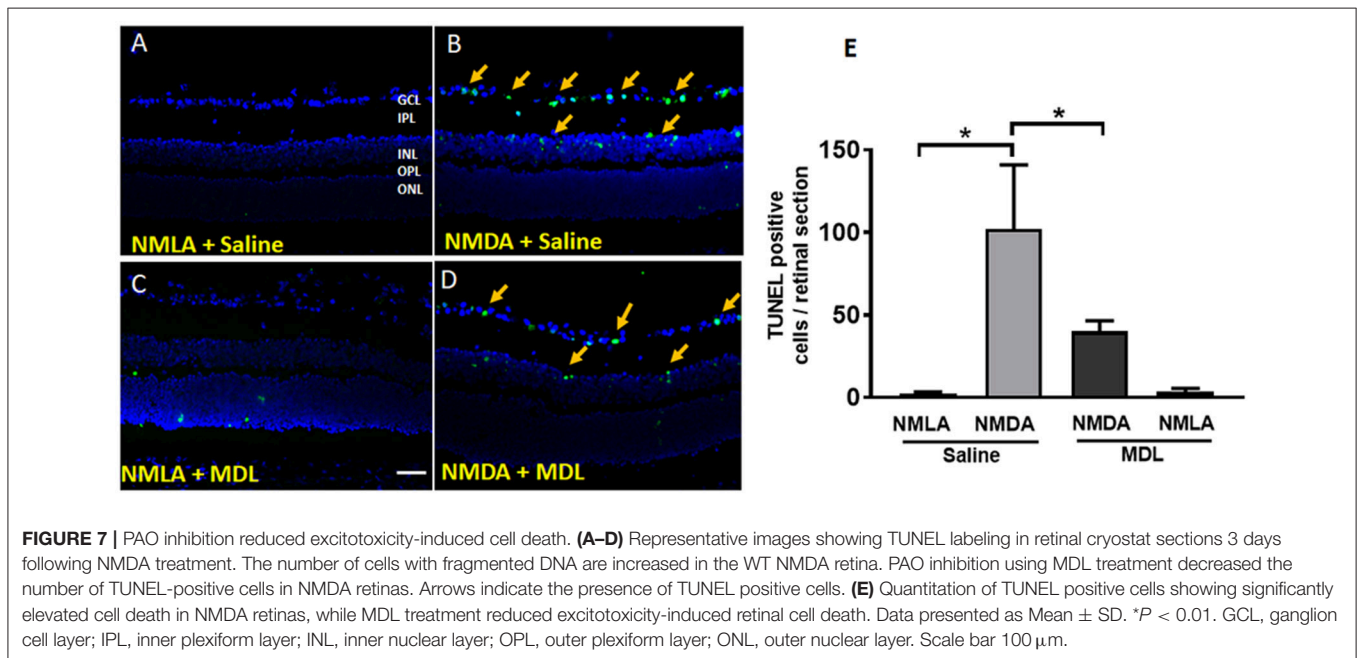 A
GCL
IPL
INL
OPL
ONL
NMLA + Saline
B
NMDA + Saline
C
NMLA + MDL
D
NMDA + MDL
E
*
*
TUNEL positive
cells / retinal section
150
100
50
0
NMLA NMDA NMDA NMLA
Saline MDL
FIGURE 7 | PAO inhibition reduced excitotoxicity-induced cell death. (A–D) Representative images showing TUNEL labeling in retinal cryostat sections 3 days
following NMDA treatment. The number of cells with fragmented DNA are increased in the WT NMDA retina. PAO inhibition using MDL treatment decreased the
number of TUNEL-positive cells in NMDA retinas. Arrows indicate the presence of TUNEL positive cells. (E) Quantitation of TUNEL positive cells showing significantly
elevated cell death in NMDA retinas, while MDL treatment reduced excitotoxicity-induced retinal cell death. Data presented as Mean ± SD. *P < 0.01. GCL, ganglion
cell layer; IPL, inner plexiform layer; INL, inner nuclear layer; OPL, outer plexiform layer; ONL, outer nuclear layer. Scale bar 100 μm.